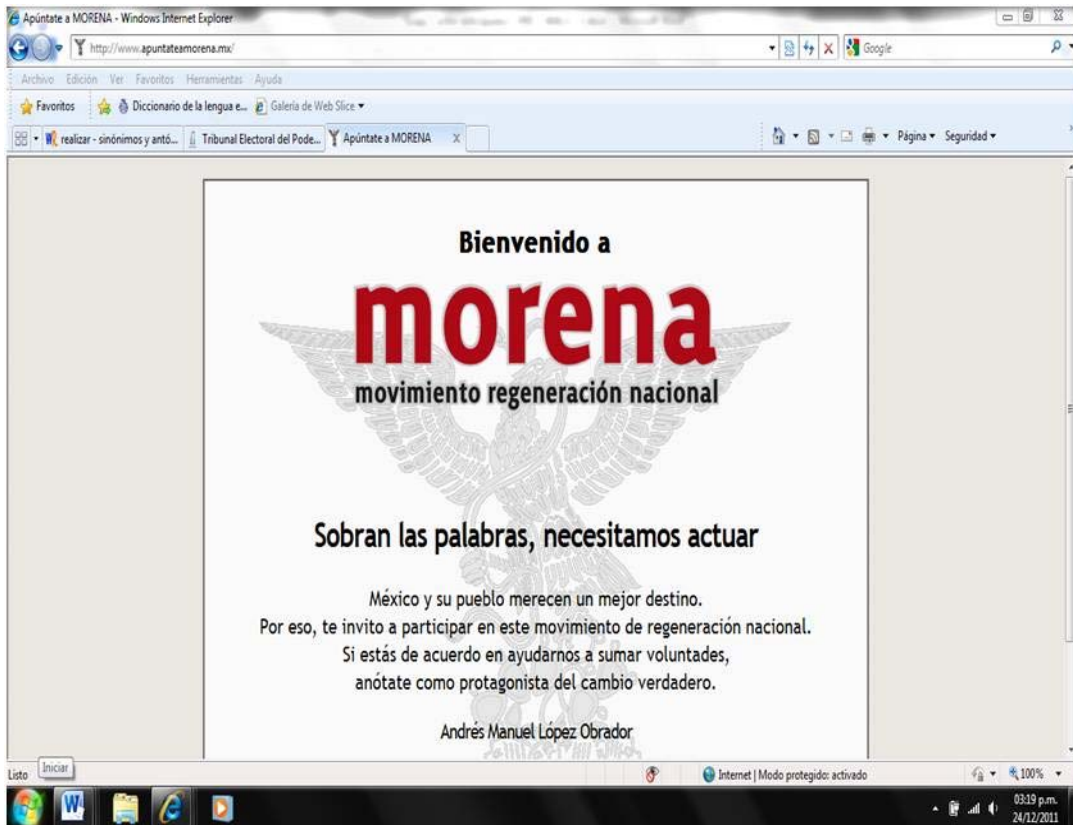 Apúntate a MORENA - Windows Internet Explorer
http://www.apuntateamorena.mx/
Google
Archivo Edición Ver Favoritos Herramientas Ayuda
Favoritos Diccionario de la lengua e... Galería de Web Slice
realizar - sinónimos y antó... Tribunal Electoral del Pode... Apúntate a MORENA X Página Seguridad
Bienvenido a
morena
movimiento regeneración nacional
Sobran las palabras, necesitamos actuar
México y su pueblo merecen un mejor destino.
Por eso, te invito a participar en este movimiento de regeneración nacional.
Si estás de acuerdo en ayudarnos a sumar voluntades,
anótate como protagonista del cambio verdadero.
Andrés Manuel López Obrador
Listo Iniciar Internet | Modo protegido: activado 100%
03:19 p.m.
24/12/2011